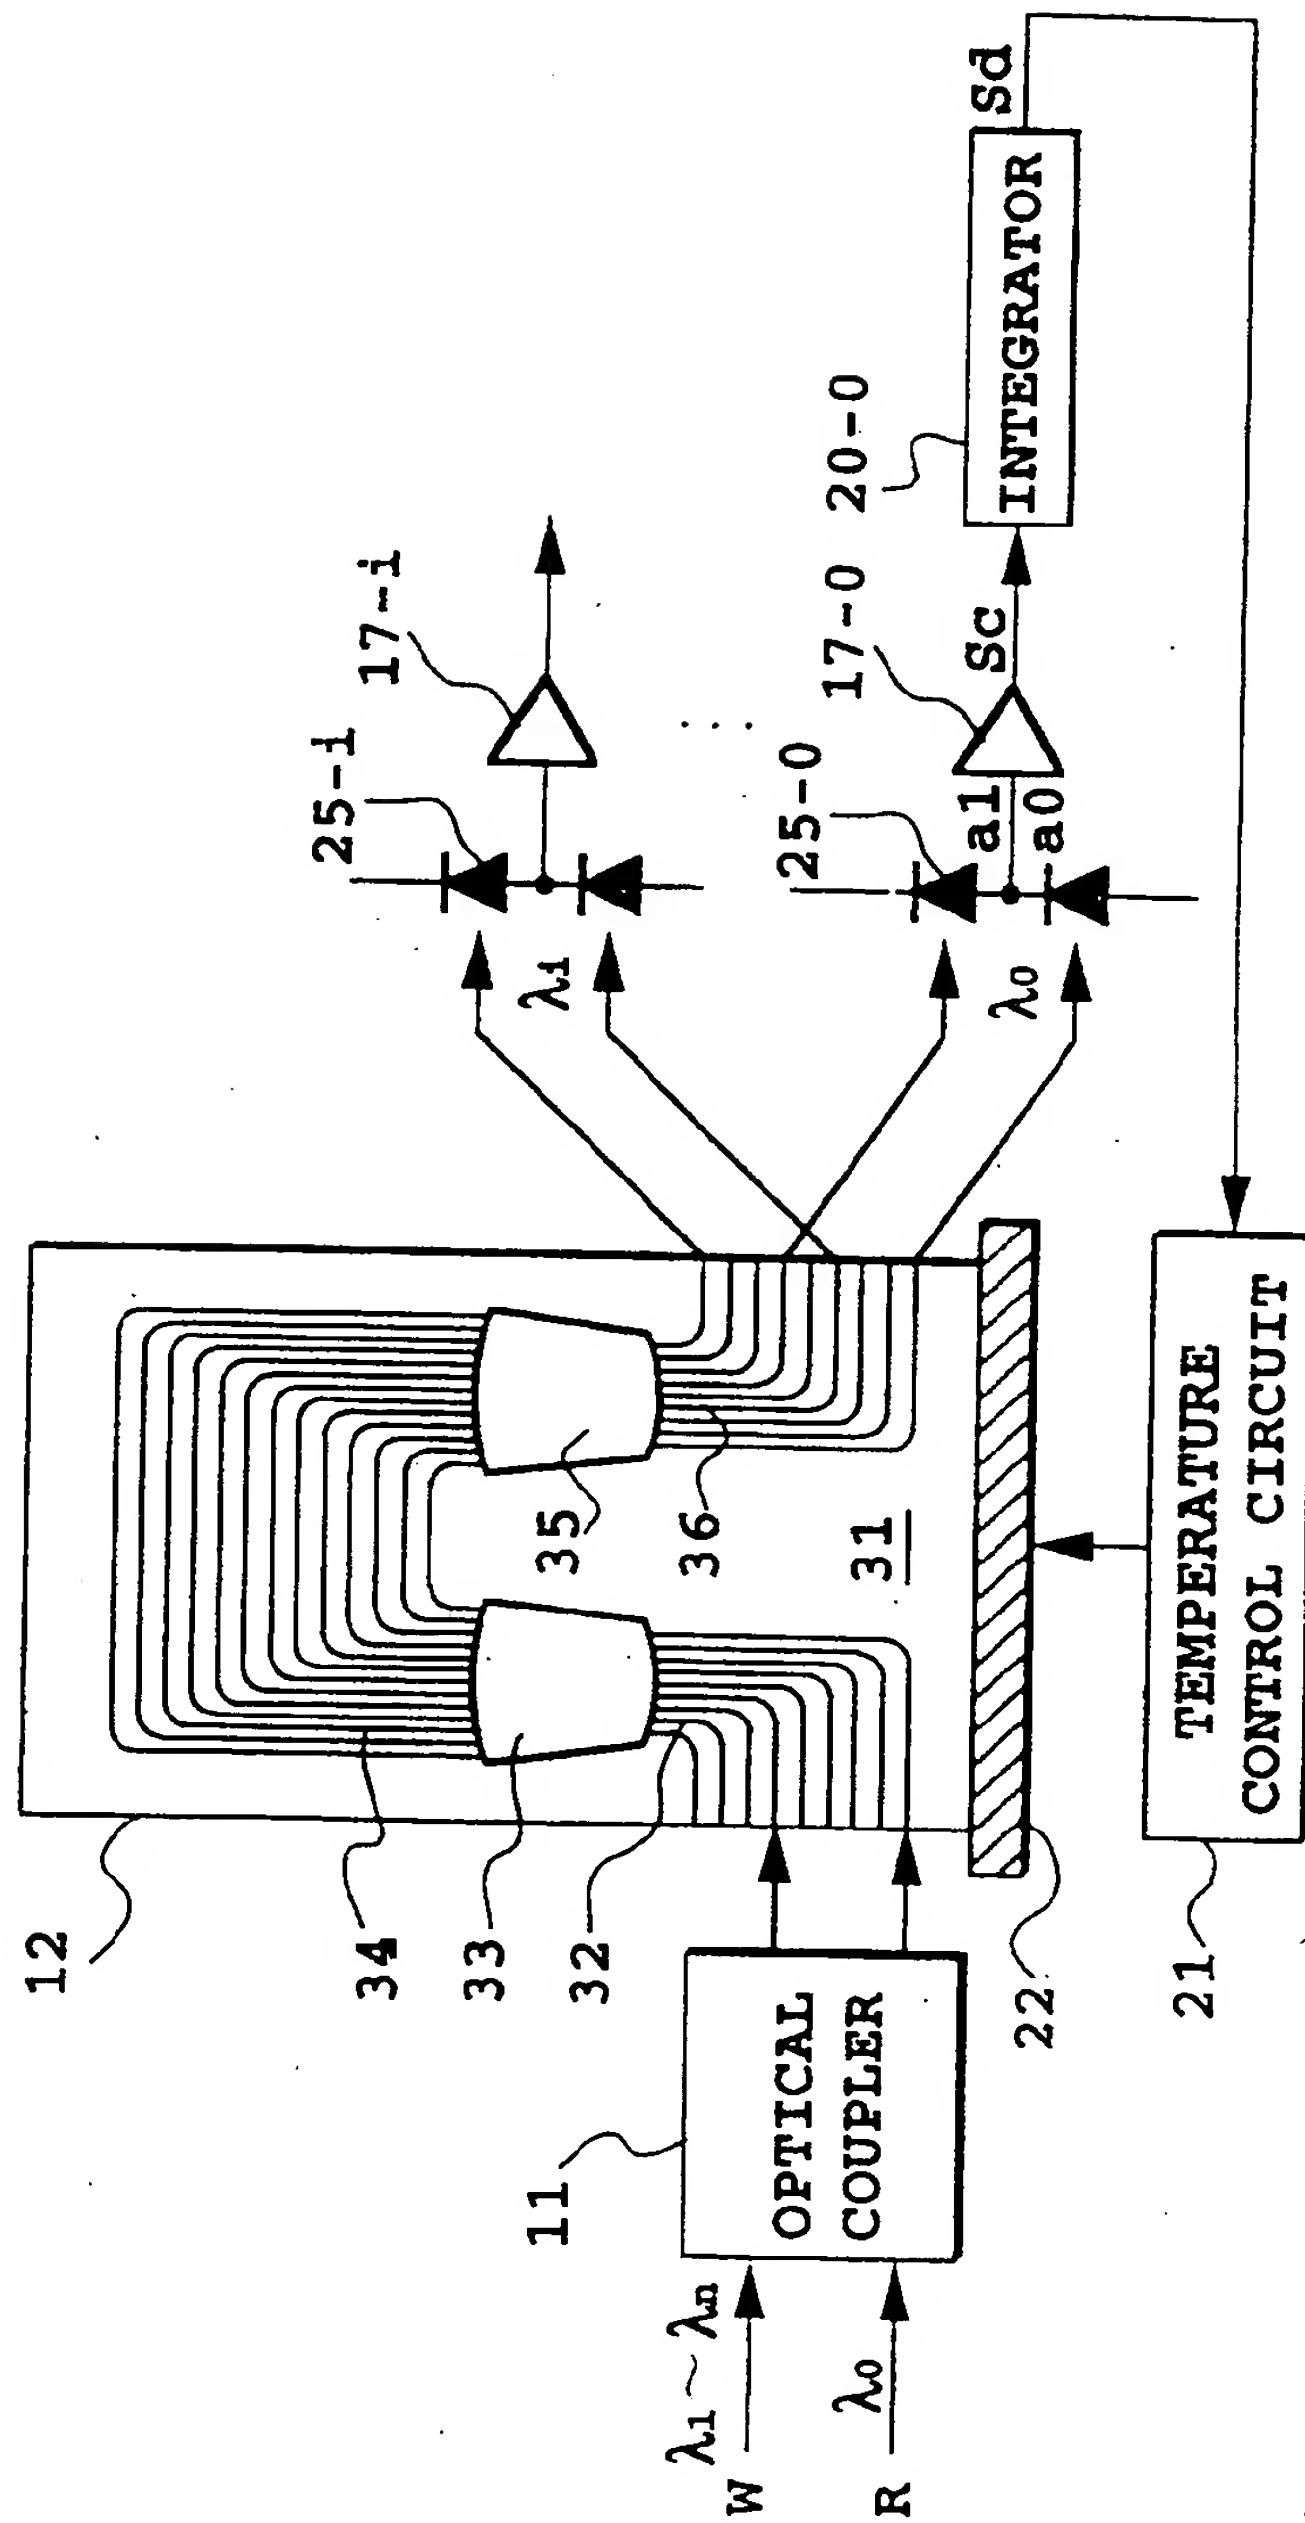 12
34
33
32
11
OPTICAL
COUPLER
λ1~λn
W
λ0
R
35
36
31
22
TEMPERATURE
CONTROL CIRCUIT
21
25-i
17-i
λi
25-0
17-0
λ0
a1
a0
Sc
20-0
INTEGRATOR
Sd